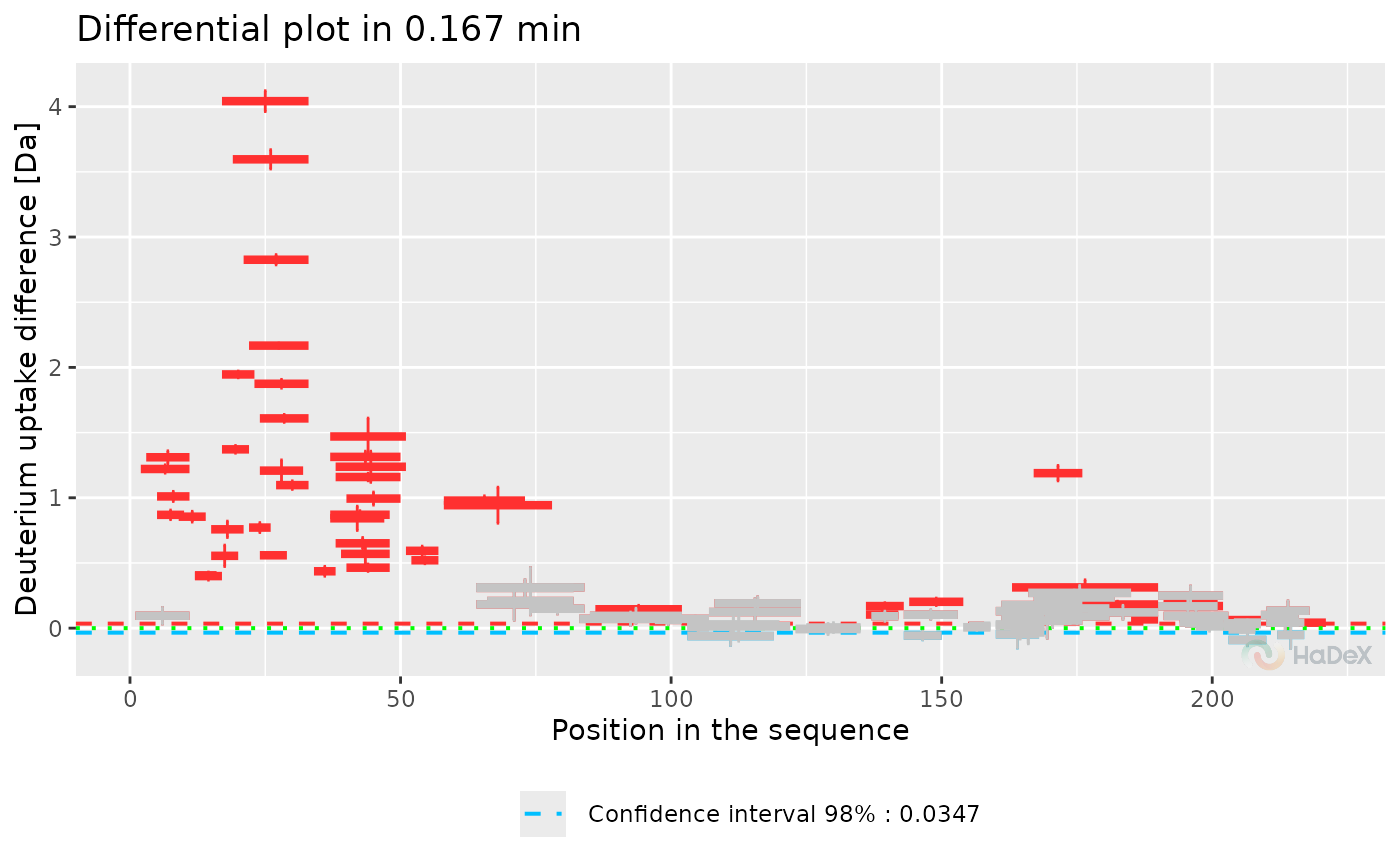 Differential plot in 0.167 min
Deuterium uptake difference [Da]
4
3
2
1
0
0 50 100 150 200
Position in the sequence
HaDeX
Confidence interval 98% : 0.0347